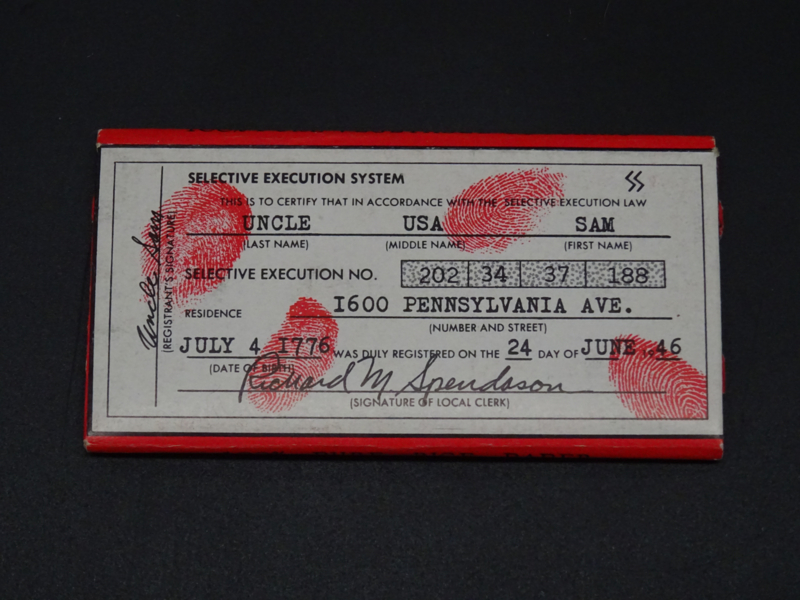 SELECTIVE EXECUTION SYSTEM SS
THIS IS TO CERTIFY THAT IN ACCORDANCE WITH THE SELECTIVE EXECUTION LAW
UNCLE USA SAM
(LAST NAME) (MIDDLE NAME) (FIRST NAME)
SELECTIVE EXECUTION NO. 202 34 37 188
RESIDENCE 1600 PENNSYLVANIA AVE.
(NUMBER AND STREET)
JULY 4 1776 WAS DULY REGISTERED ON THE 24 DAY OF JUNE 1946
(DATE OF BIRTH) Richard M. Spendason
(SIGNATURE OF LOCAL CLERK)
Uncle Sam
(REGISTRANT'S SIGNATURE)